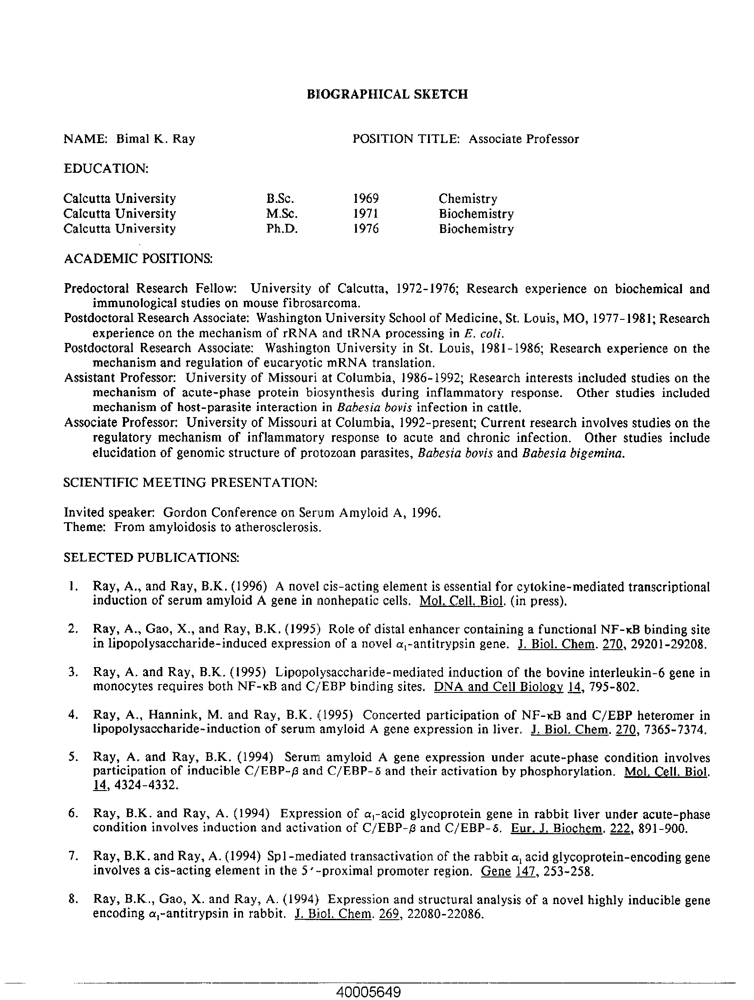 BIOGRAPHICAL SKETCH
NAME: Bimal K. Ray POSITION TITLE: Associate Professor
EDUCATION:
Calcutta University B.Sc. 1969 Chemistry
Calcutta University M.Sc. 1971 Biochemistry
Calcutta University Ph.D. 1976 Biochemistry
ACADEMIC POSITIONS:
Predoctoral Research Fellow: University of Calcutta, 1972-1976; Research experience on biochemical and
immunological studies on mouse fibrosarcoma.
Postdoctoral Research Associate: Washington University School of Medicine, St. Louis, MO, 1977-1981; Research
experience on the mechanism of rRNA and tRNA processing in E. coli.
Postdoctoral Research Associate: Washington University in St. Louis, 1981-1986; Research experience on the
mechanism and regulation of eucaryotic mRNA translation.
Assistant Professor: University of Missouri at Columbia, 1986-1992; Research interests included studies on the
mechanism of acute-phase protein biosynthesis during inflammatory response. Other studies included
mechanism of host-parasite interaction in Babesia bovis infection in cattle.
Associate Professor: University of Missouri at Columbia, 1992-present; Current research involves studies on the
regulatory mechanism of inflammatory response to acute and chronic infection. Other studies include
elucidation of genomic structure of protozoan parasites, Babesia bovis and Babesia bigemina.
SCIENTIFIC MEETING PRESENTATION:
Invited speaker: Gordon Conference on Serum Amyloid A, 1996.
Theme: From amyloidosis to atherosclerosis.
SELECTED PUBLICATIONS:
1. Ray, A., and Ray, B.K. (1996) A novel cis-acting element is essential for cytokine-mediated transcriptional
induction of serum amyloid A gene in nonhepatic cells. Mol. Cell. Biol. (in press).
2. Ray, A., Gao, X., and Ray, B.K. (1995) Role of distal enhancer containing a functional NF-κB binding site
in lipopolysaccharide-induced expression of a novel α₁-antitrypsin gene. J. Biol. Chem. 270, 29201-29208.
3. Ray, A. and Ray, B.K. (1995) Lipopolysaccharide-mediated induction of the bovine interleukin-6 gene in
monocytes requires both NF-κB and C/EBP binding sites. DNA and Cell Biology 14, 795-802.
4. Ray, A., Hannink, M. and Ray, B.K. (1995) Concerted participation of NF-κB and C/EBP heteromer in
lipopolysaccharide-induction of serum amyloid A gene expression in liver. J. Biol. Chem. 270, 7365-7374.
5. Ray, A. and Ray, B.K. (1994) Serum amyloid A gene expression under acute-phase condition involves
participation of inducible C/EBP-β and C/EBP-δ and their activation by phosphorylation. Mol. Cell. Biol.
14, 4324-4332.
6. Ray, B.K. and Ray, A. (1994) Expression of α₁-acid glycoprotein gene in rabbit liver under acute-phase
condition involves induction and activation of C/EBP-β and C/EBP-δ. Eur. J. Biochem. 222, 891-900.
7. Ray, B.K. and Ray, A. (1994) Sp1-mediated transactivation of the rabbit α₁ acid glycoprotein-encoding gene
involves a cis-acting element in the 5′-proximal promoter region. Gene 147, 253-258.
8. Ray, B.K., Gao, X. and Ray, A. (1994) Expression and structural analysis of a novel highly inducible gene
encoding α₁-antitrypsin in rabbit. J. Biol. Chem. 269, 22080-22086.
40005649